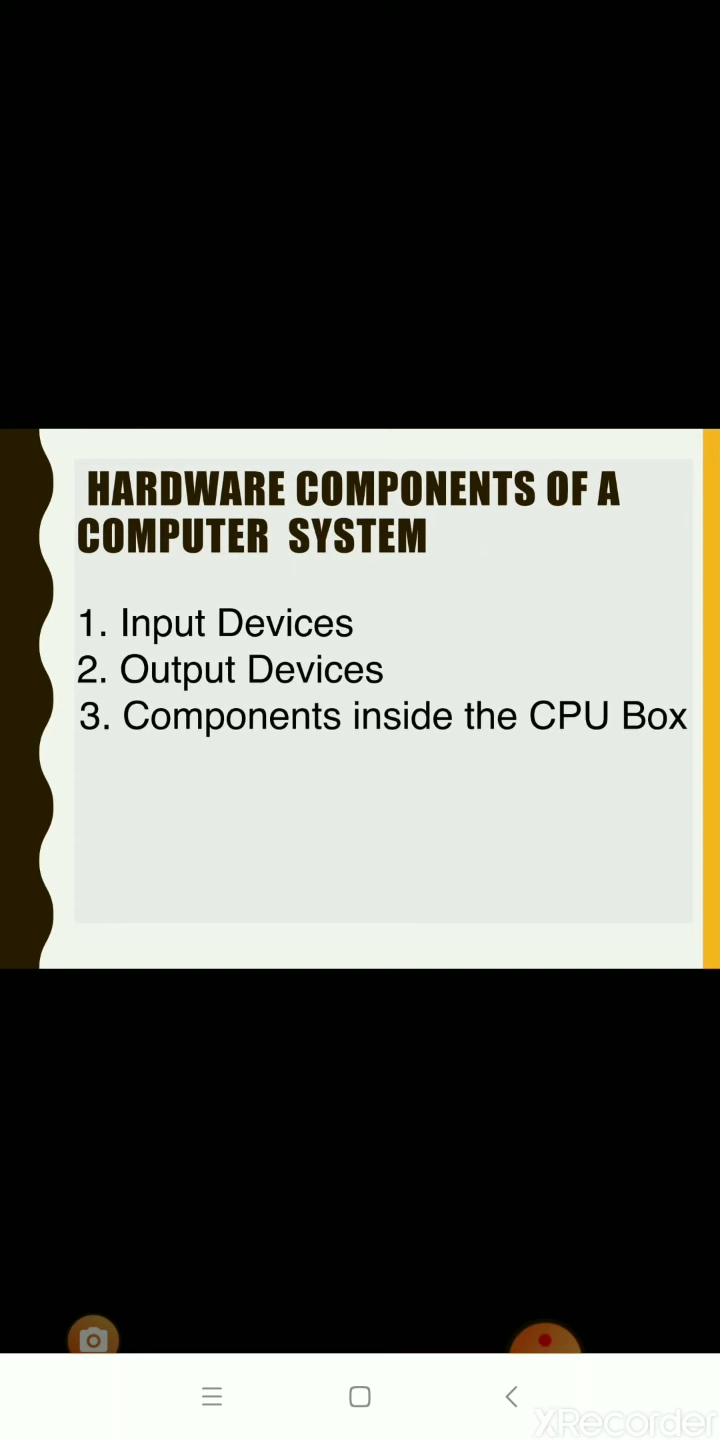 HARDWARE COMPONENTS OF A
COMPUTER SYSTEM
1. Input Devices
2. Output Devices
3. Components inside the CPU Box
XRecorder